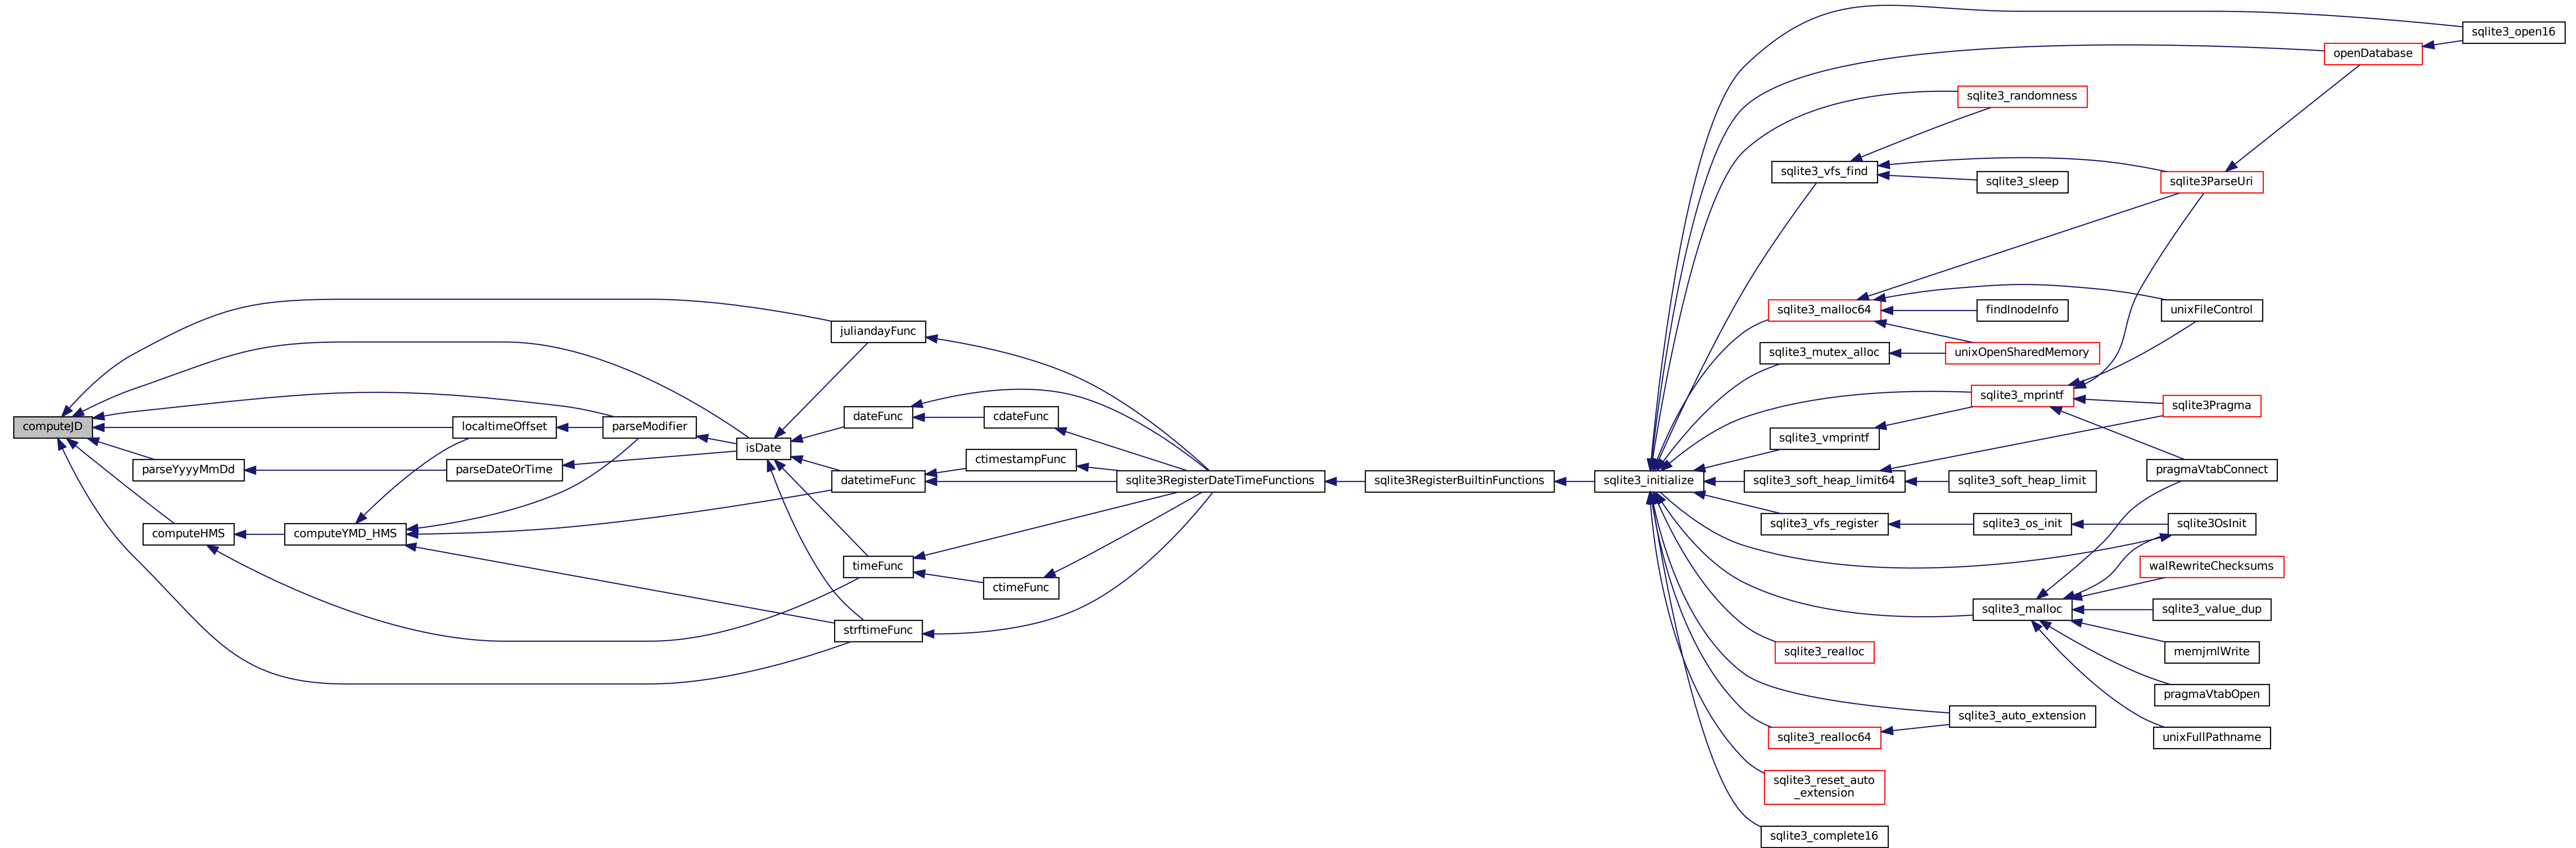 computeJD
parseYyyyMmDd
computeHMS
computeYMD_HMS
localtimeOffset
parseDateOrTime
parseModifier
isDate
juliandayFunc
dateFunc
datetimeFunc
timeFunc
strftimeFunc
cdateFunc
ctimestampFunc
ctimeFunc
sqlite3RegisterDateTimeFunctions
sqlite3RegisterBuiltinFunctions
sqlite3_initialize
sqlite3_vfs_find
sqlite3_malloc64
sqlite3_mutex_alloc
sqlite3_vmprintf
sqlite3_soft_heap_limit64
sqlite3_vfs_register
sqlite3_realloc
sqlite3_realloc64
sqlite3_reset_auto
_extension
sqlite3_complete16
sqlite3_randomness
sqlite3_sleep
findInodeInfo
unixOpenSharedMemory
sqlite3_mprintf
sqlite3_soft_heap_limit
sqlite3_os_init
sqlite3_malloc
sqlite3_auto_extension
sqlite3ParseUri
unixFileControl
sqlite3Pragma
pragmaVtabConnect
sqlite3OsInit
walRewriteChecksums
sqlite3_value_dup
memjrnlWrite
pragmaVtabOpen
unixFullPathname
openDatabase
sqlite3_open16